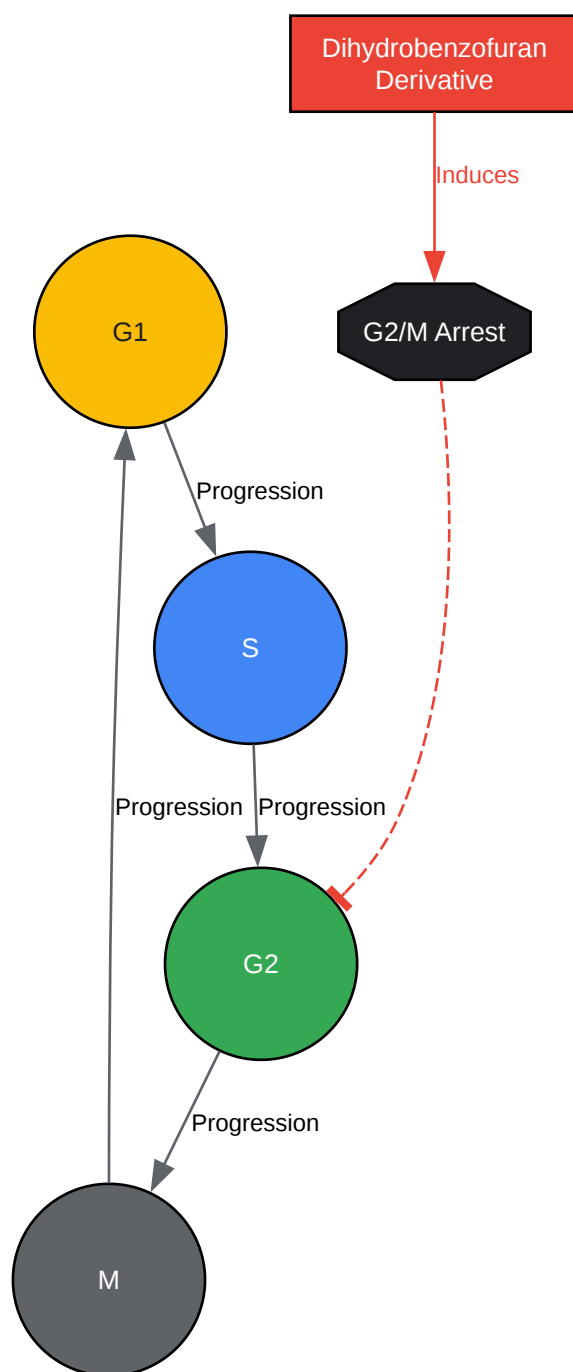 Dihydrobenzofuran
Derivative
Induces
G1
G2/M Arrest
Progression
S
Progression
Progression
G2
Progression
M